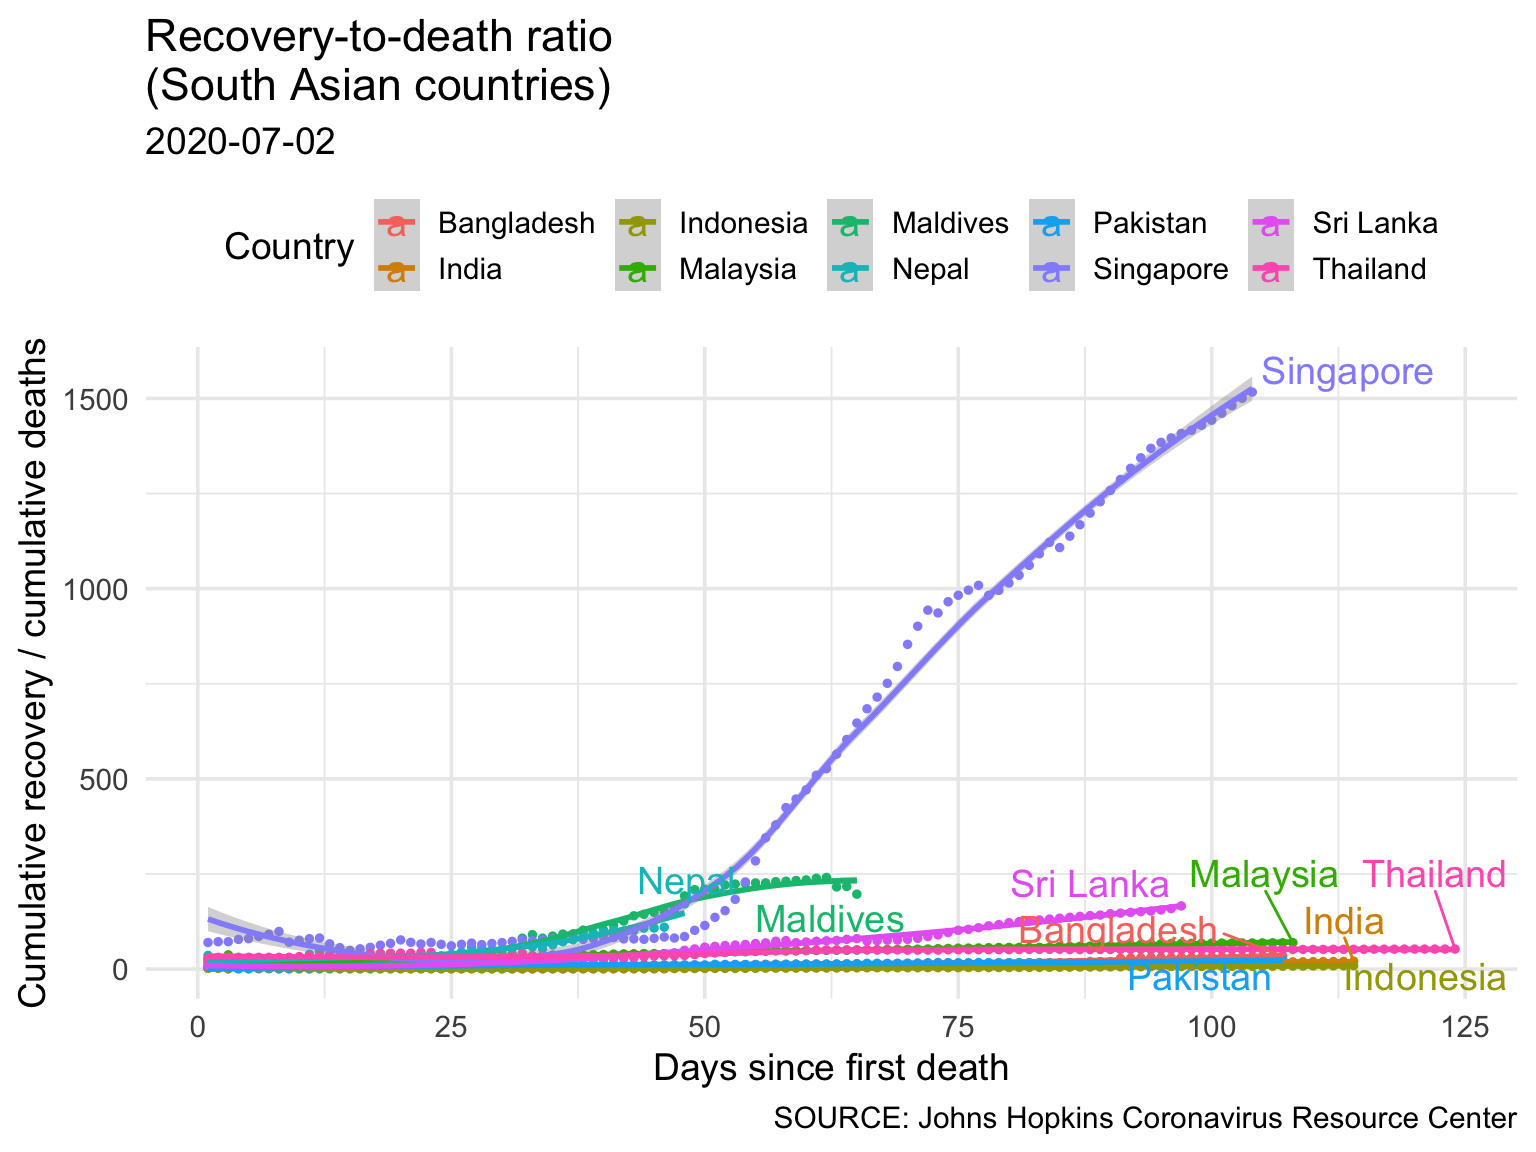 Recovery-to-death ratio
(South Asian countries)
2020-07-02
Country
a Bangladesh a Indonesia a Maldives a Pakistan a Sri Lanka
a India a Malaysia a Nepal a Singapore a Thailand
Cumulative recovery / cumulative deaths
1500
1000
500
0
Singapore
Nepal
Maldives
Sri Lanka
Malaysia
Thailand
Bangladesh
India
Pakistan
Indonesia
0 25 50 75 100 125
Days since first death
SOURCE: Johns Hopkins Coronavirus Resource Center